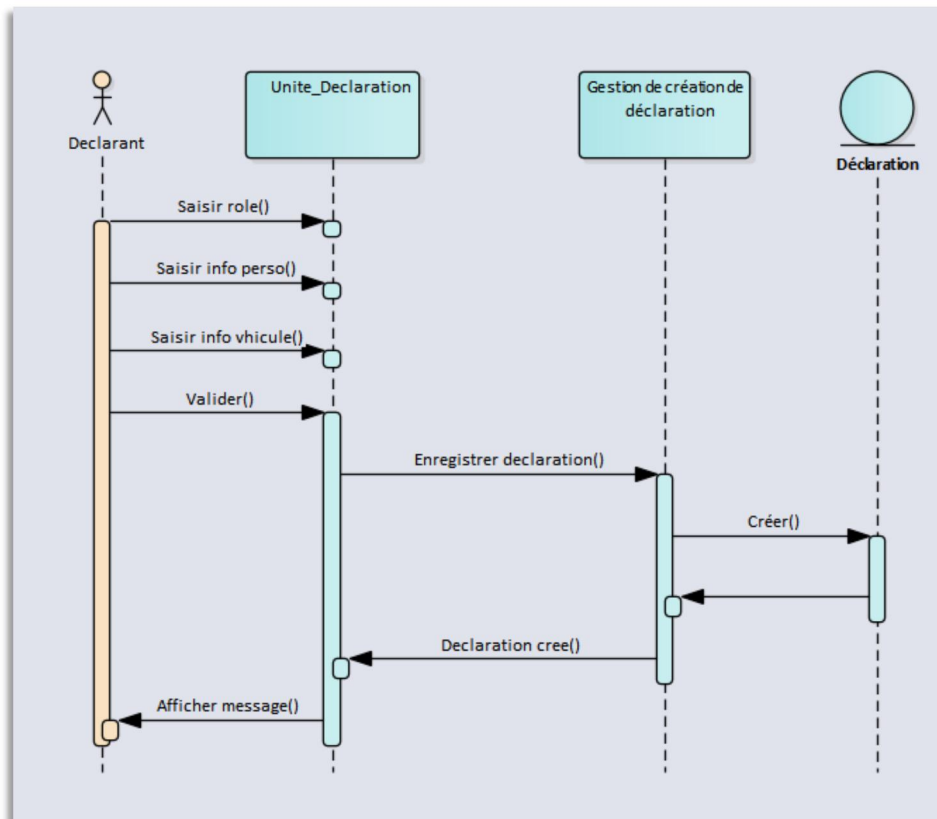 Unite_Declaration
Gestion de création de
déclaration
Declarant
Déclaration
Saisir role()
Saisir info perso()
Saisir info vhicule()
Valider()
Enregistrer declaration()
Créer()
Declaration cree()
Afficher message()